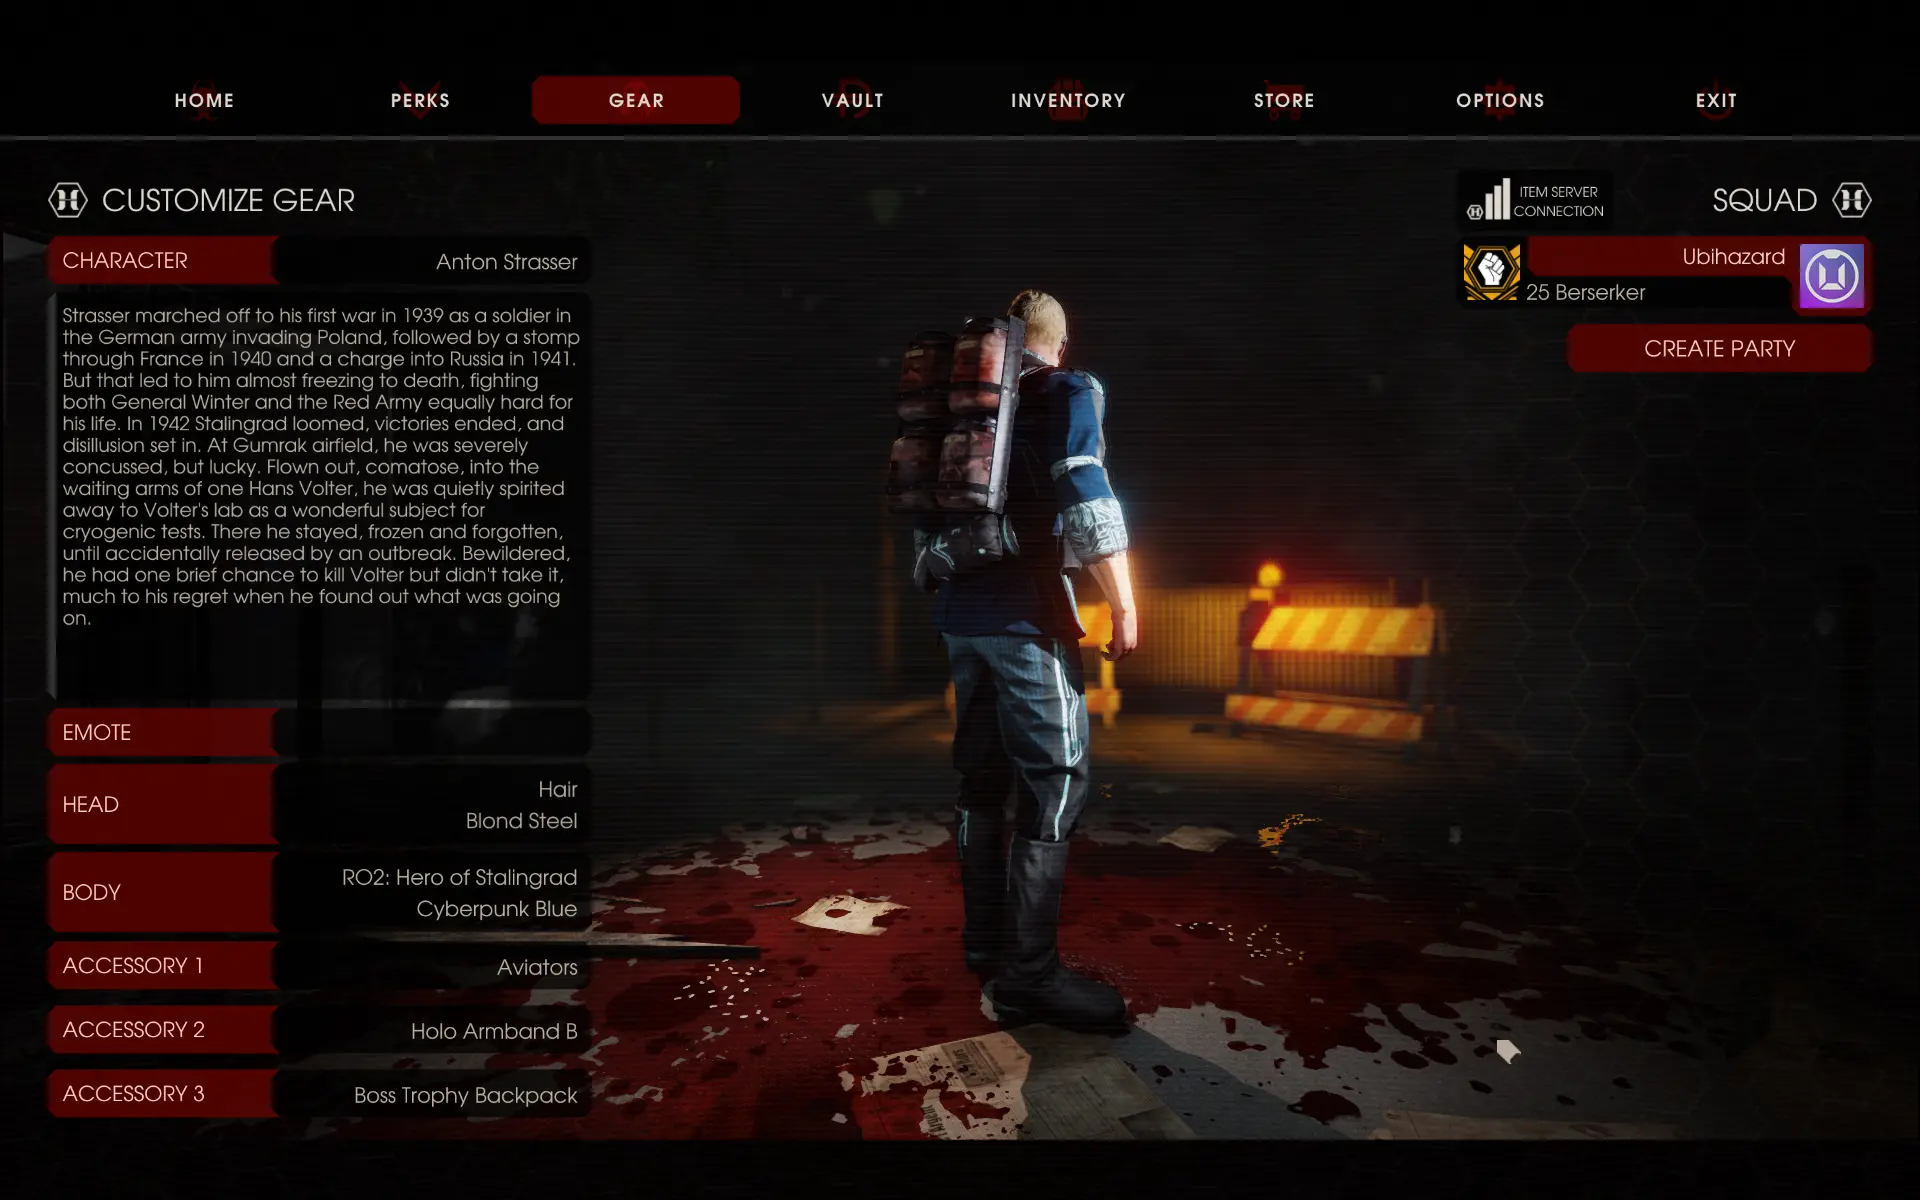 HOME
PERKS
GEAR
VAULT
INVENTORY
STORE
OPTIONS
EXIT
CUSTOMIZE GEAR
CHARACTER
Anton Strasser
Strasser marched off to his first war in 1939 as a soldier in
the German army invading Poland, followed by a stomp
through France in 1940 and a charge into Russia in 1941.
But that led to him almost freezing to death, fighting
both General Winter and the Red Army equally hard for
his life. In 1942 Stalingrad loomed, victories ended, and
disillusion set in. At Gumrak airfield, he was severely
concussed, but lucky. Flown out, comatose, into the
waiting arms of one Hans Volter, he was quietly spirited
away to Volter's lab as a wonderful subject for
cryogenic tests. There he stayed, frozen and forgotten,
until accidentally released by an outbreak. Bewildered,
he had one brief chance to kill Volter but didn't take it,
much to his regret when he found out what was going
on.
EMOTE
HEAD
Hair
Blond Steel
BODY
RO2: Hero of Stalingrad
Cyberpunk Blue
ACCESSORY 1
Aviators
ACCESSORY 2
Holo Armband B
ACCESSORY 3
Boss Trophy Backpack
ITEM SERVER
CONNECTION
SQUAD
Ubihazard
25 Berserker
CREATE PARTY